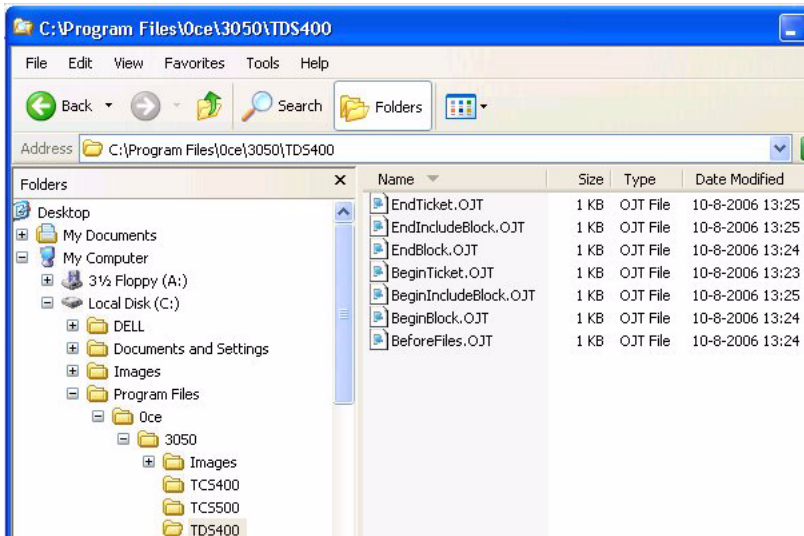 C:\Program Files\Oce\3050\TDS400
File Edit View Favorites Tools Help
Back Search Folders
Address C:\Program Files\Oce\3050\TDS400
Folders x Name Size Type Date Modified
Desktop
My Documents
My Computer
3½ Floppy (A:)
Local Disk (C:)
DELL
Documents and Settings
Images
Program Files
Oce
3050
Images
TCS400
TCS500
TDS400
EndTicket.OJT 1 KB OJT File 10-8-2006 13:25
EndIncludeBlock.OJT 1 KB OJT File 10-8-2006 13:25
EndBlock.OJT 1 KB OJT File 10-8-2006 13:24
BeginTicket.OJT 1 KB OJT File 10-8-2006 13:23
BeginIncludeBlock.OJT 1 KB OJT File 10-8-2006 13:25
BeginBlock.OJT 1 KB OJT File 10-8-2006 13:24
BeforeFiles.OJT 1 KB OJT File 10-8-2006 13:24